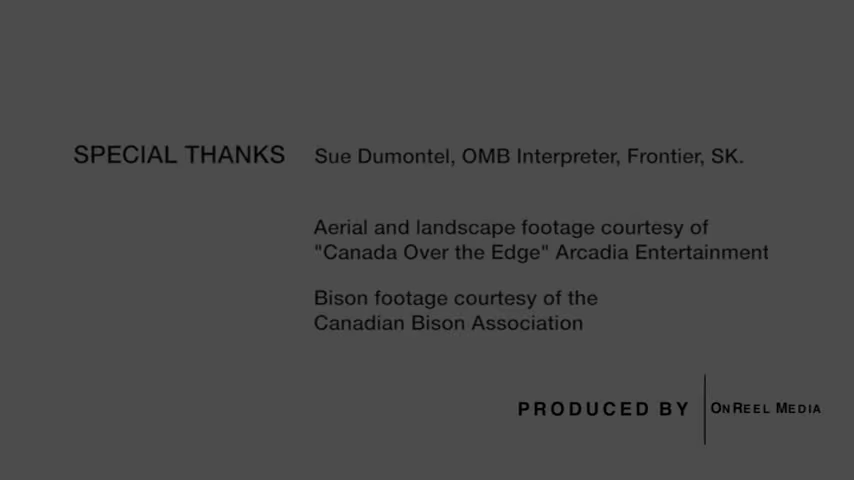 SPECIAL THANKS Sue Dumontel, OMB Interpreter, Frontier, SK.
Aerial and landscape footage courtesy of
"Canada Over the Edge" Arcadia Entertainment
Bison footage courtesy of the
Canadian Bison Association
PRODUCED BY ONREEL MEDIA